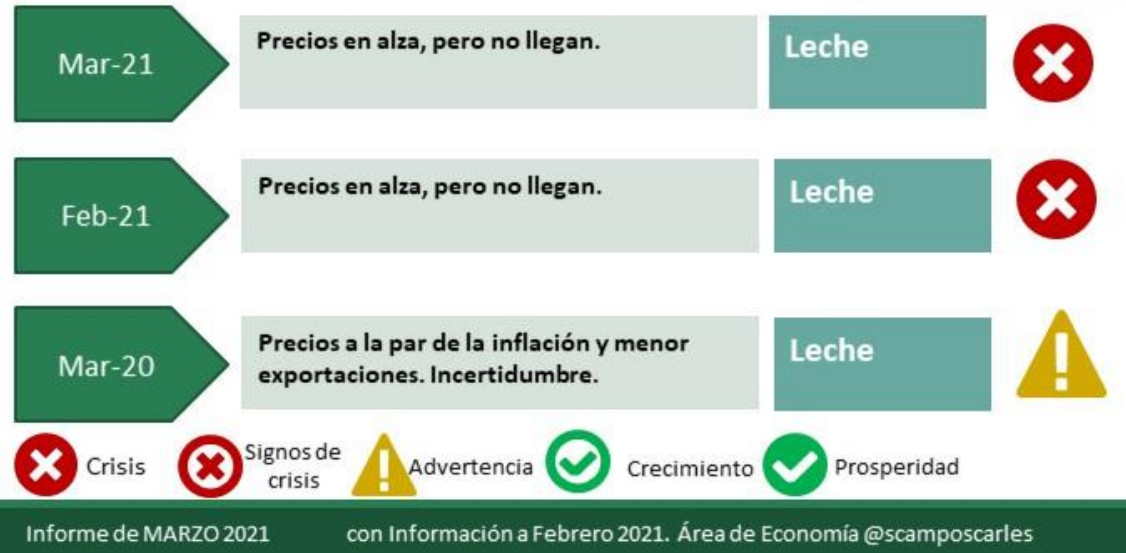 Mar-21
Precios en alza, pero no llegan.
Leche
Feb-21
Precios en alza, pero no llegan.
Leche
Mar-20
Precios a la par de la inflación y menor
exportaciones. Incertidumbre.
Leche
Crisis
Signos de
crisis
Advertencia
Crecimiento
Prosperidad
Informe de MARZO 2021 con Información a Febrero 2021. Área de Economía @scamposcarles